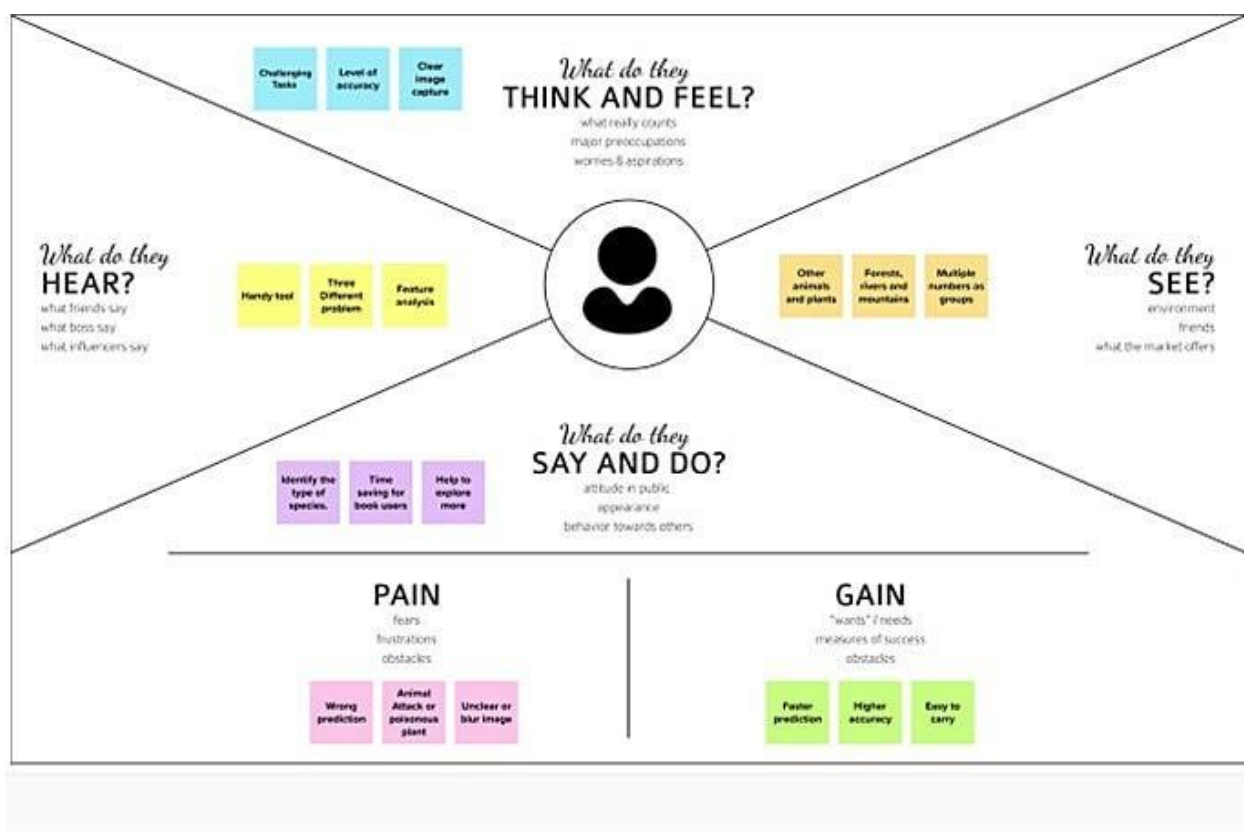 Challenging
Tasks
Level of
accuracy
Clear
image
capture
What do they
THINK AND FEEL?
what really counts
major preoccupations
worries & aspirations
What do they
HEAR?
what friends say
what boss say
what influencers say
Handy tool
Three
Different
problem
Feature
analysis
Other
animals
and plants
Forests,
rivers and
mountains
Multiple
numbers as
groups
What do they
SEE?
environment
friends
what the market offers
What do they
SAY AND DO?
attitude in public
appearance
behavior towards others
Identify the
type of
species.
Time
saving for
book users
Help to
explore
more
PAIN
fears
frustrations
obstacles
Wrong
prediction
Animal
Attack or
poisonous
plant
Unclear or
blur image
GAIN
"wants" / needs
measures of success
obstacles
Faster
prediction
Higher
accuracy
Easy to
carry